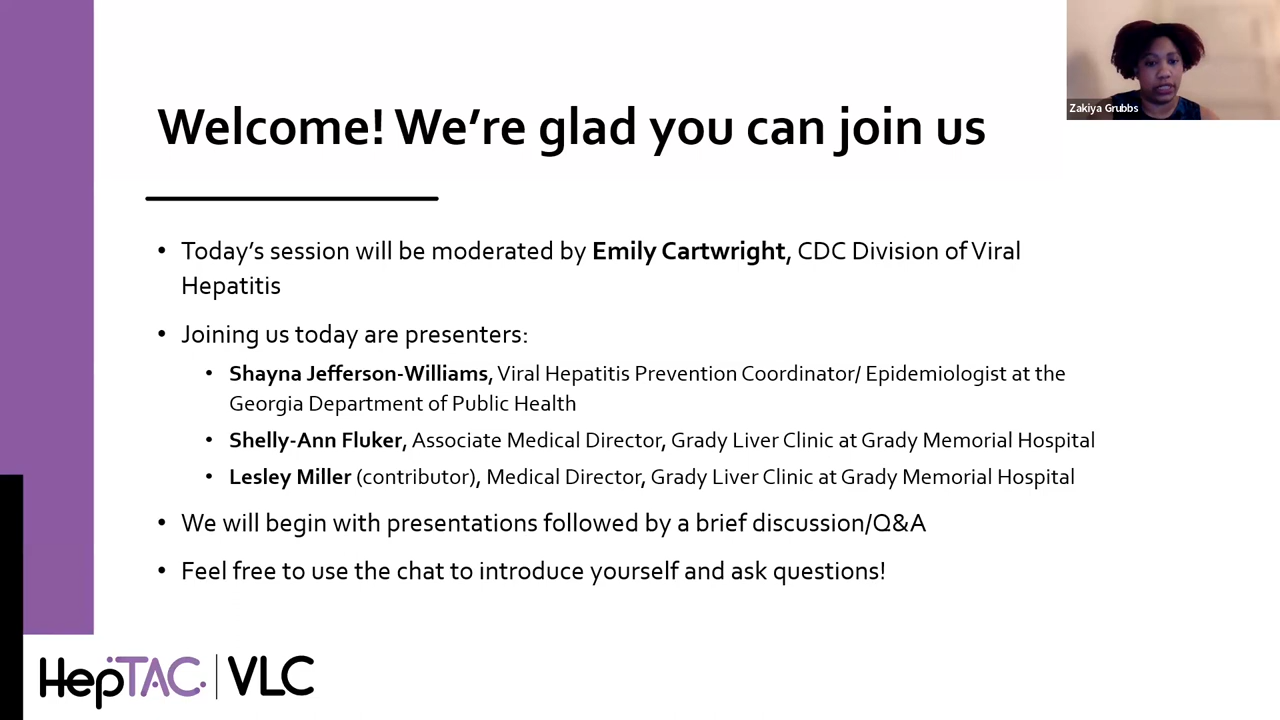 Welcome! We're glad you can join us
Zakiya Grubbs
• Today's session will be moderated by Emily Cartwright, CDC Division of Viral
Hepatitis
• Joining us today are presenters:
• Shayna Jefferson-Williams, Viral Hepatitis Prevention Coordinator/ Epidemiologist at the
Georgia Department of Public Health
• Shelly-Ann Fluker, Associate Medical Director, Grady Liver Clinic at Grady Memorial Hospital
• Lesley Miller (contributor), Medical Director, Grady Liver Clinic at Grady Memorial Hospital
• We will begin with presentations followed by a brief discussion/Q&A
• Feel free to use the chat to introduce yourself and ask questions!
HepTAC | VLC